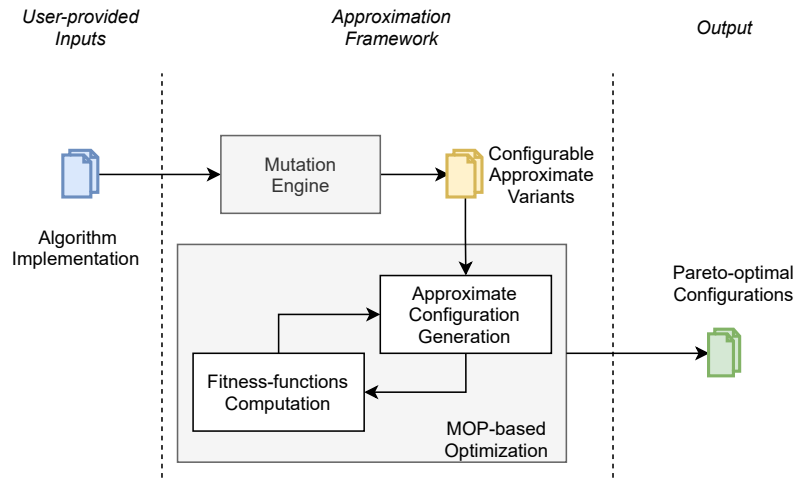 User-provided
Inputs
Approximation
Framework
Output
Mutation
Engine
Configurable
Approximate
Variants
Algorithm
Implementation
Approximate
Configuration
Generation
Pareto-optimal
Configurations
Fitness-functions
Computation
MOP-based
Optimization